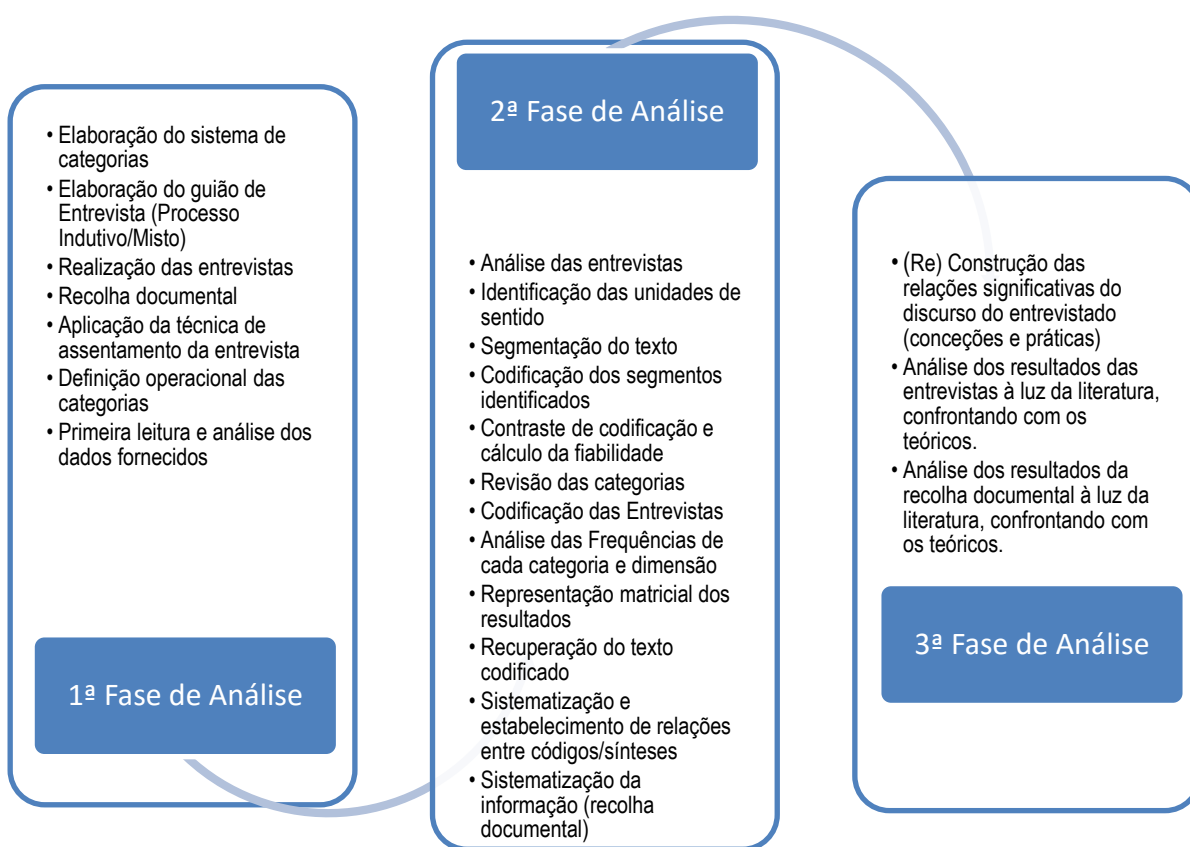 • Elaboração do sistema de
categorias
• Elaboração do guião de
Entrevista (Processo
Indutivo/Misto)
• Realização das entrevistas
• Recolha documental
• Aplicação da técnica de
assentamento da entrevista
• Definição operacional das
categorias
• Primeira leitura e análise dos
dados fornecidos
1ª Fase de Análise
2ª Fase de Análise
• Análise das entrevistas
• Identificação das unidades de
sentido
• Segmentação do texto
• Codificação dos segmentos
identificados
• Contraste de codificação e
cálculo da fiabilidade
• Revisão das categorias
• Codificação das Entrevistas
• Análise das Frequências de
cada categoria e dimensão
• Representação matricial dos
resultados
• Recuperação do texto
codificado
• Sistematização e
estabelecimento de relações
entre códigos/sínteses
• Sistematização da
informação (recolha
documental)
• (Re) Construção das
relações significativas do
discurso do entrevistado
(conceções e práticas)
• Análise dos resultados das
entrevistas à luz da literatura,
confrontando com os
teóricos.
• Análise dos resultados da
recolha documental à luz da
literatura, confrontando com
os teóricos.
3ª Fase de Análise